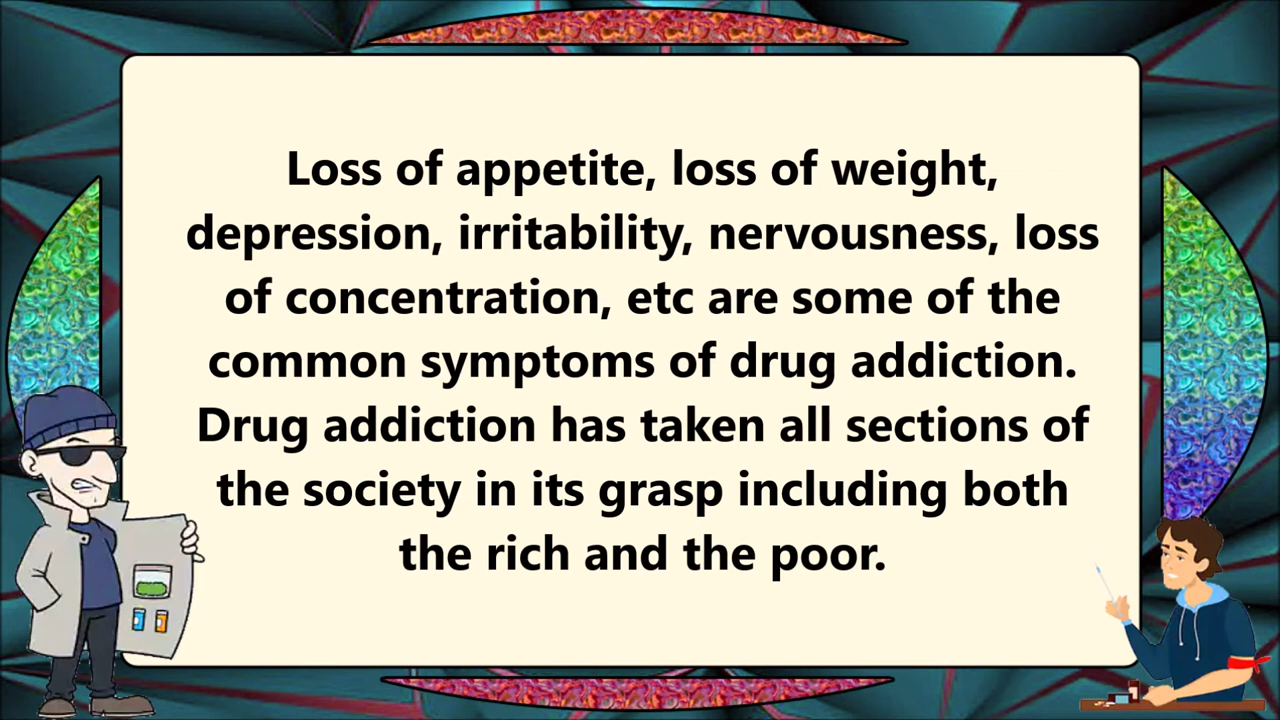 Loss of appetite, loss of weight,
depression, irritability, nervousness, loss
of concentration, etc are some of the
common symptoms of drug addiction.
Drug addiction has taken all sections of
the society in its grasp including both
the rich and the poor.